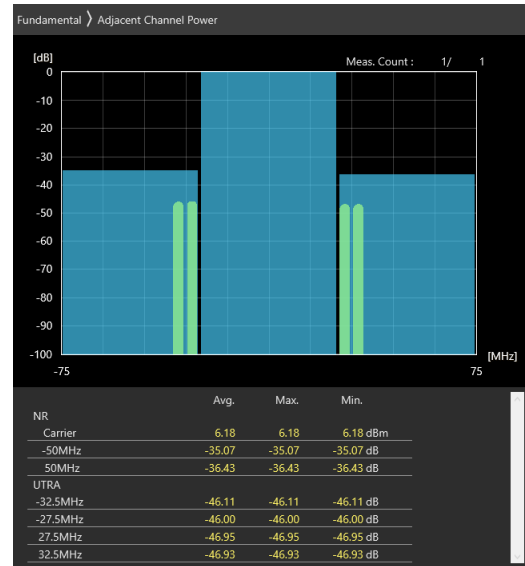 Fundamental 〉 Adjacent Channel Power
[dB]
Meas. Count : 1/ 1
0
-10
-20
-30
-40
-50
-60
-70
-80
-90
-100
[MHz]
-75 75
Avg. Max. Min.
NR
Carrier 6.18 6.18 6.18 dBm
-50MHz -35.07 -35.07 -35.07 dB
50MHz -36.43 -36.43 -36.43 dB
UTRA
-32.5MHz -46.11 -46.11 -46.11 dB
-27.5MHz -46.00 -46.00 -46.00 dB
27.5MHz -46.95 -46.95 -46.95 dB
32.5MHz -46.93 -46.93 -46.93 dB